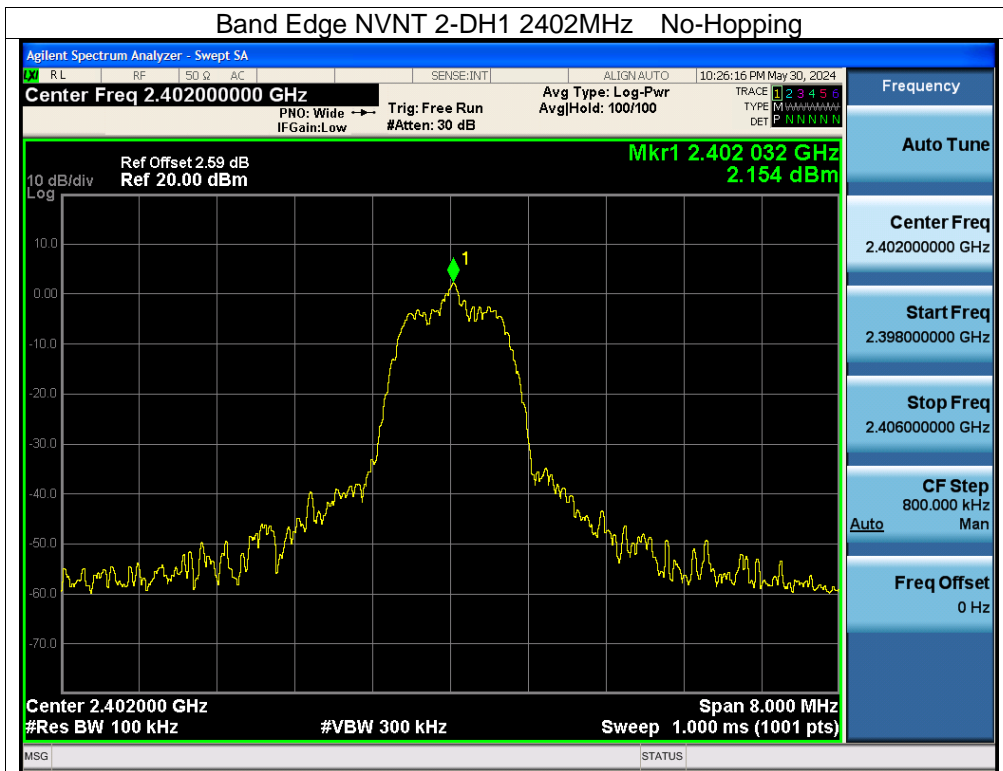 Band Edge NVNT 2-DH1 2402MHz No-Hopping
Agilent Spectrum Analyzer - Swept SA
LXI RL RF 50 Ω AC SENSE:INT ALIGN AUTO 10:26:16 PM May 30, 2024
Center Freq 2.402000000 GHz
PNO: Wide
IFGain:Low
Trig: Free Run
#Atten: 30 dB
Avg Type: Log-Pwr
Avg|Hold: 100/100
TRACE 1 2 3 4 5 6
TYPE M WWWWW
DET P N N N N N
Frequency
Auto Tune
Center Freq
2.402000000 GHz
Start Freq
2.398000000 GHz
Stop Freq
2.406000000 GHz
CF Step
800.000 kHz
Auto Man
Freq Offset
0 Hz
Ref Offset 2.59 dB
10 dB/div Ref 20.00 dBm
Log
Mkr1 2.402 032 GHz
2.154 dBm
1
10.0
0.00
-10.0
-20.0
-30.0
-40.0
-50.0
-60.0
-70.0
Center 2.402000 GHz Span 8.000 MHz
#Res BW 100 kHz #VBW 300 kHz Sweep 1.000 ms (1001 pts)
MSG STATUS